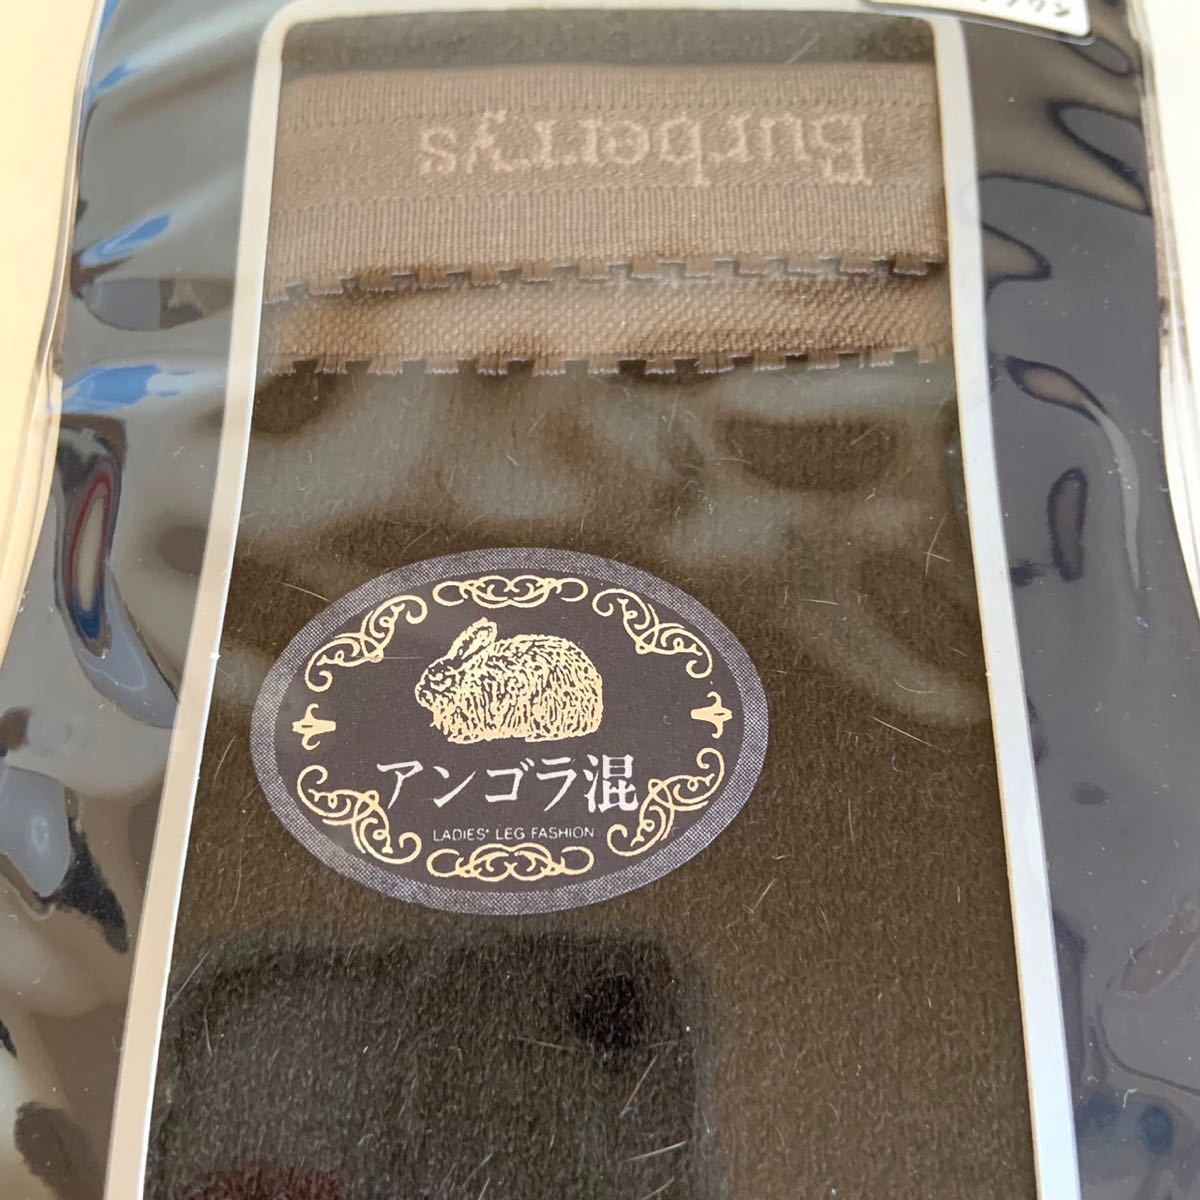 Burberrys
アンゴラ混
LADIES' LEG FASHION